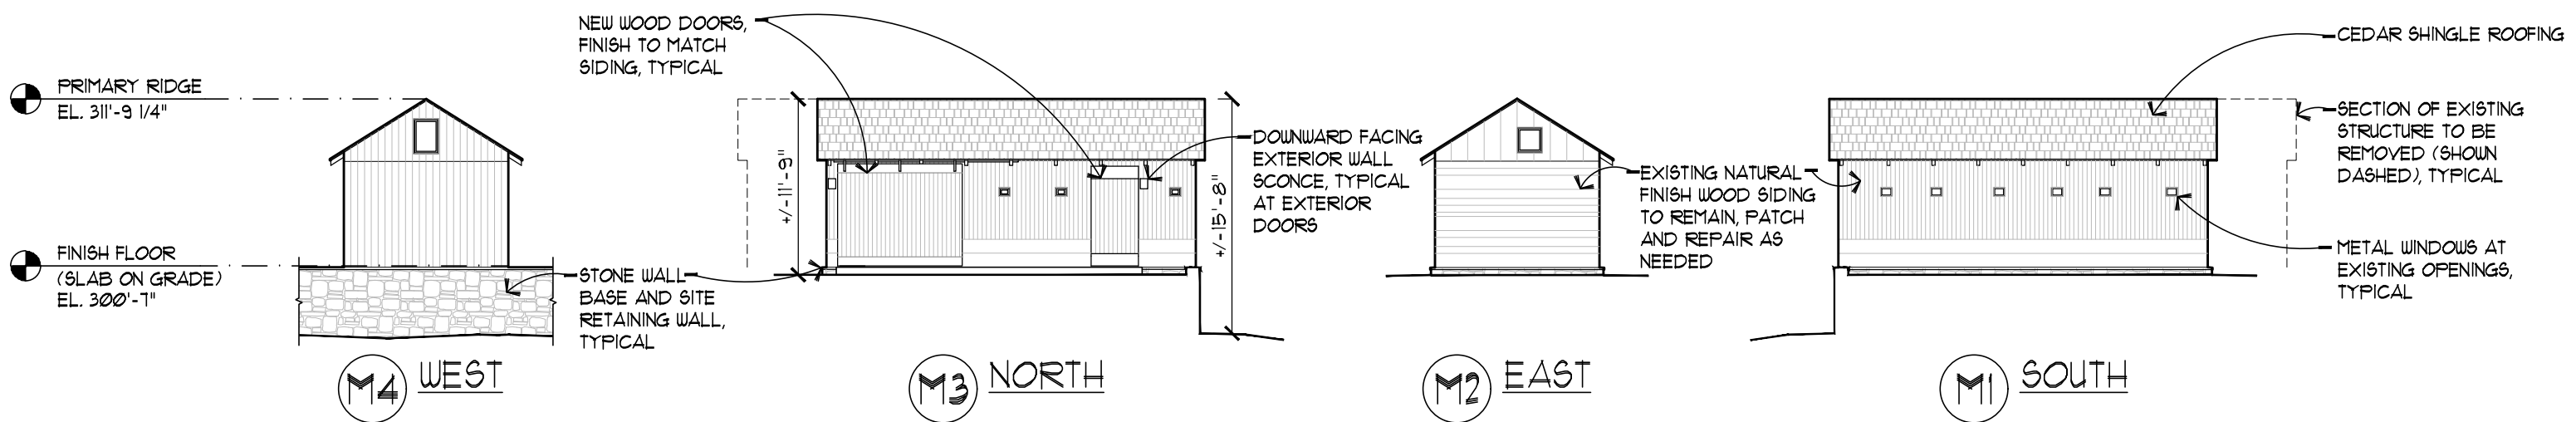 PRIMARY RIDGE
EL. 311'-9 1/4"
FINISH FLOOR
(SLAB ON GRADE)
EL. 300'-7"
NEW WOOD DOORS,
FINISH TO MATCH
SIDING, TYPICAL
STONE WALL
BASE AND SITE
RETAINING WALL,
TYPICAL
+/-11'-9"
+/-15'-8"
DOWNWARD FACING
EXTERIOR WALL
SCONCE, TYPICAL
AT EXTERIOR
DOORS
EXISTING NATURAL
FINISH WOOD SIDING
TO REMAIN, PATCH
AND REPAIR AS
NEEDED
CEDAR SHINGLE ROOFING
SECTION OF EXISTING
STRUCTURE TO BE
REMOVED (SHOWN
DASHED), TYPICAL
METAL WINDOWS AT
EXISTING OPENINGS,
TYPICAL
M4 WEST
M3 NORTH
M2 EAST
M1 SOUTH